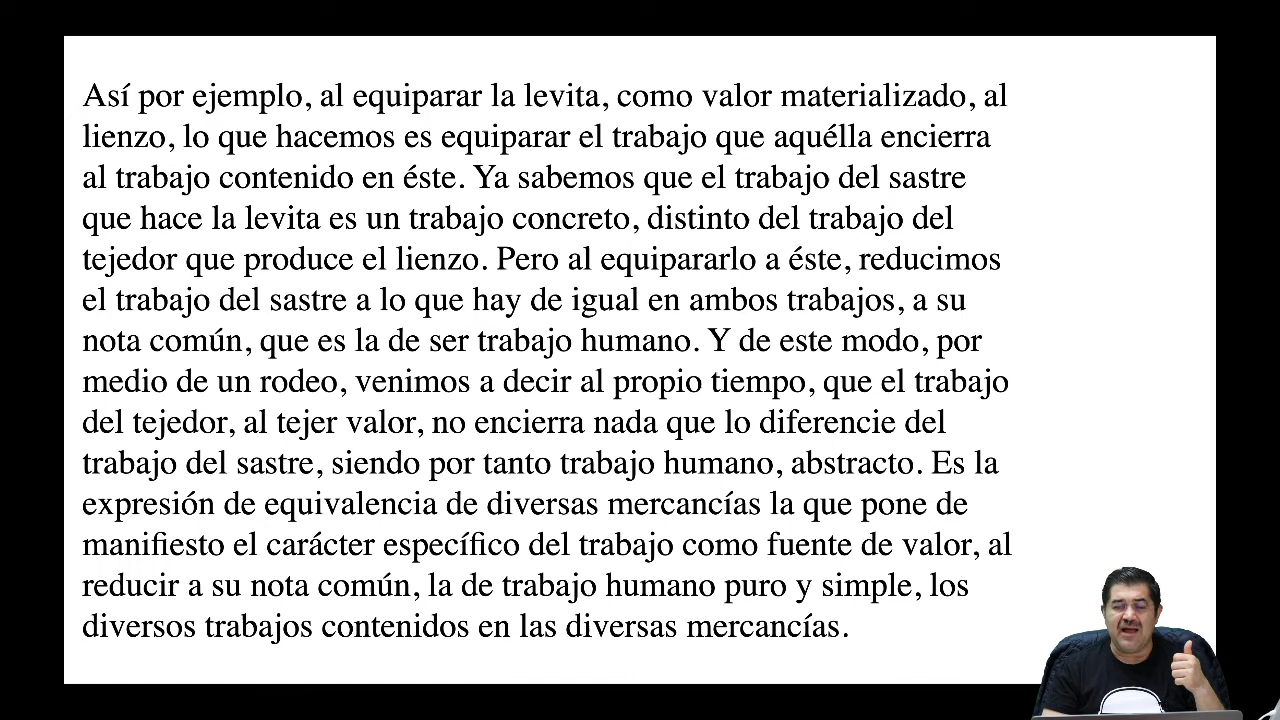 Así por ejemplo, al equiparar la levita, como valor materializado, al
lienzo, lo que hacemos es equiparar el trabajo que aquélla encierra
al trabajo contenido en éste. Ya sabemos que el trabajo del sastre
que hace la levita es un trabajo concreto, distinto del trabajo del
tejedor que produce el lienzo. Pero al equipararlo a éste, reducimos
el trabajo del sastre a lo que hay de igual en ambos trabajos, a su
nota común, que es la de ser trabajo humano. Y de este modo, por
medio de un rodeo, venimos a decir al propio tiempo, que el trabajo
del tejedor, al tejer valor, no encierra nada que lo diferencie del
trabajo del sastre, siendo por tanto trabajo humano, abstracto. Es la
expresión de equivalencia de diversas mercancías la que pone de
manifiesto el carácter específico del trabajo como fuente de valor, al
reducir a su nota común, la de trabajo humano puro y simple, los
diversos trabajos contenidos en las diversas mercancías.